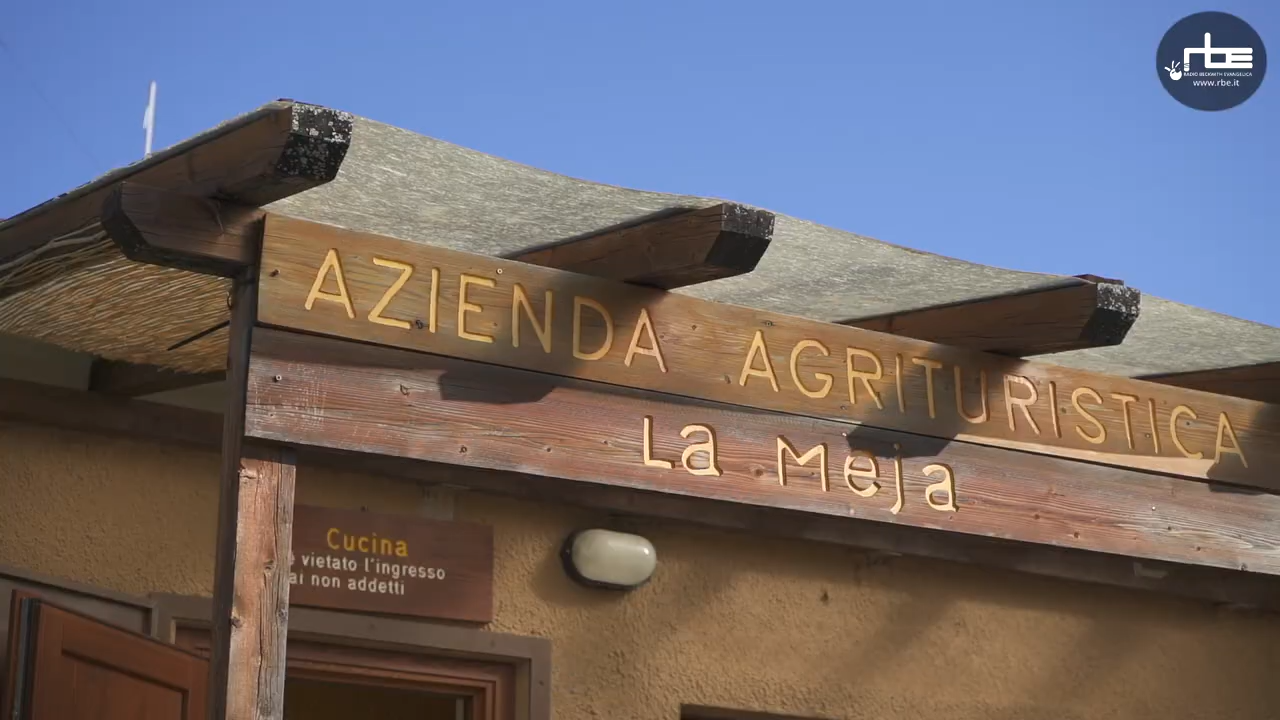 rbe
RADIO BECKWITH EVANGELICA
www.rbe.it
AZIENDA AGRITURISTICA
La Meja
Cucina
è vietato l'ingresso
ai non addetti